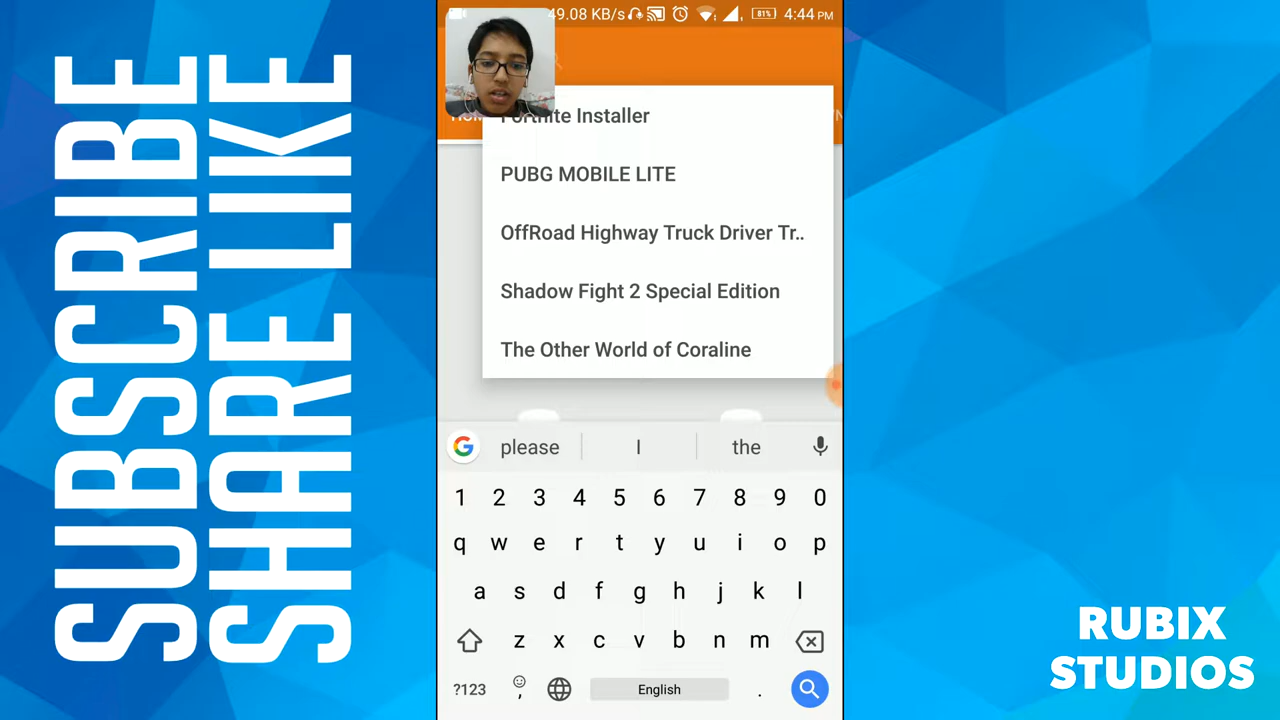 SUBSCRIBE
SHARE LIKE
49.08 KB/s 81% 4:44 PM
Fortnite Installer
PUBG MOBILE LITE
OffRoad Highway Truck Driver Tr..
Shadow Fight 2 Special Edition
The Other World of Coraline
please I the
1 2 3 4 5 6 7 8 9 0
q w e r t y u i o p
a s d f g h j k l
z x c v b n m
?123 , English .
RUBIX
STUDIOS